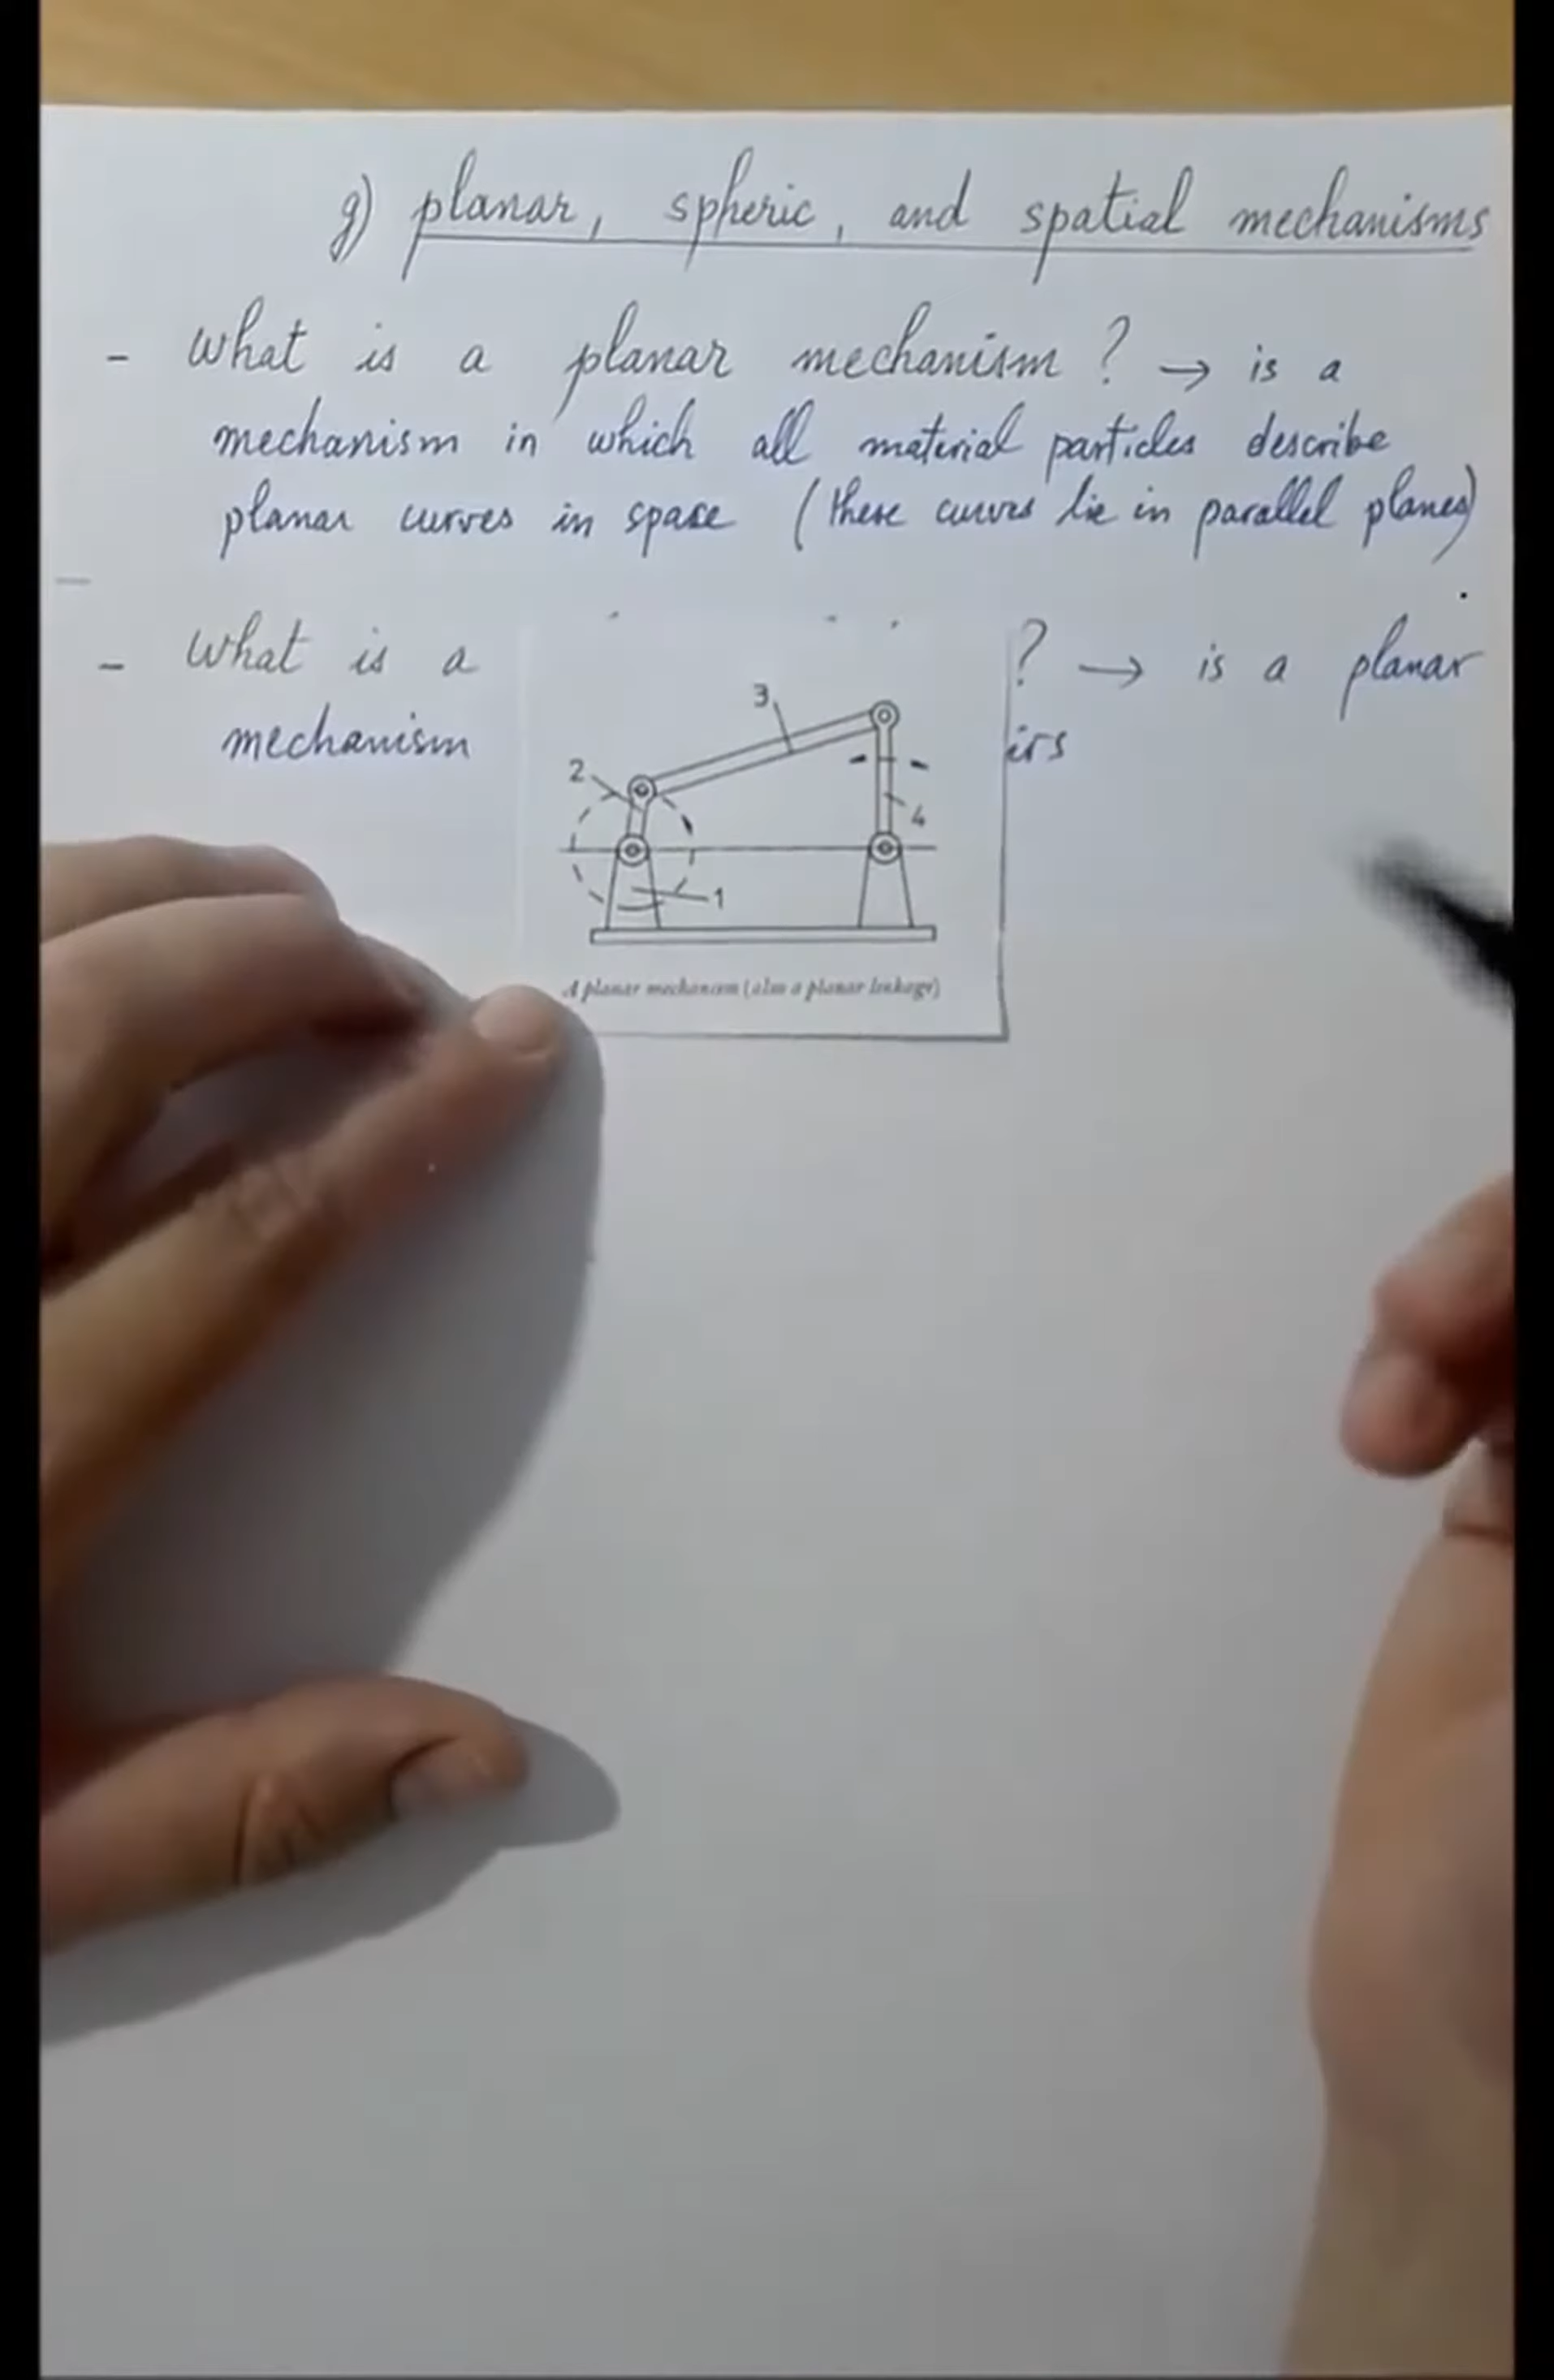 g) planar, spheric, and spatial mechanisms
- what is a planar mechanism? → is a
mechanism in which all material particles describe
planar curves in space (these curves lie in parallel planes)
.
- what is a ? → is a planar
mechanism irs
3
2
4
1
A planar mechanism (also a planar linkage)